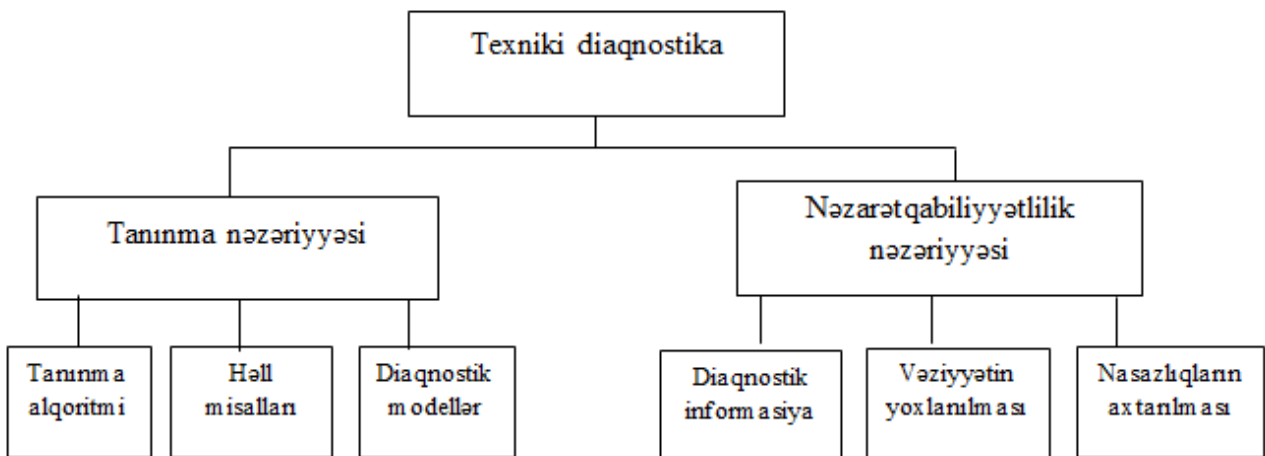 Texniki diaqnostika
Tanınma nəzəriyyəsi
Nəzarətqabiliyyətlilik
nəzəriyyəsi
Tanınma
alqoritmi
Həll
misalları
Diaqnostik
modellər
Diaqnostik
informasiya
Vəziyyətin
yoxlanılması
Nasazlıqların
axtarılması